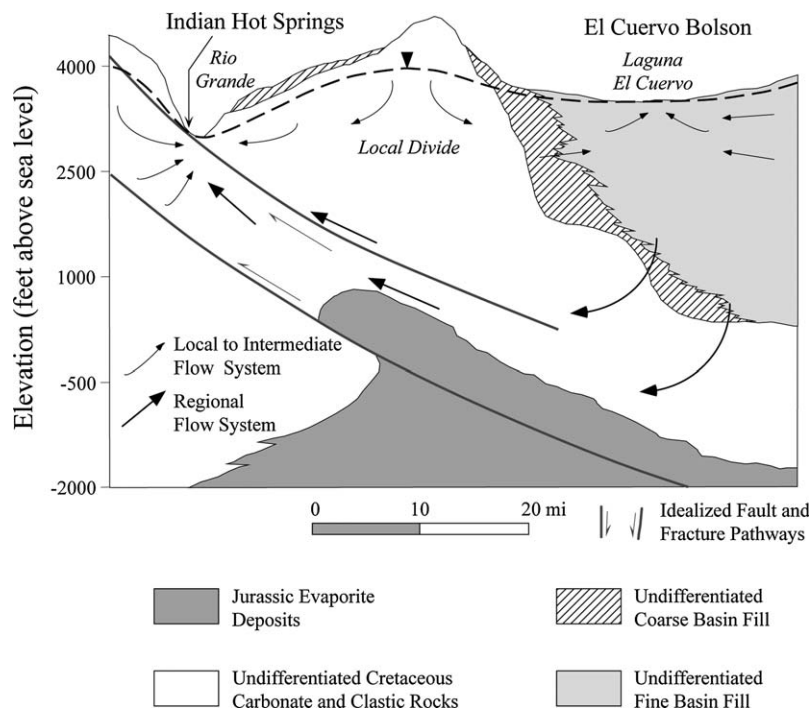 Indian Hot Springs
El Cuervo Bolson
Rio
Grande
Laguna
El Cuervo
Local Divide
Elevation (feet above sea level)
4000
2500
1000
-500
-2000
Local to Intermediate
Flow System
Regional
Flow System
0
10
20 mi
Idealized Fault and
Fracture Pathways
Jurassic Evaporite
Deposits
Undifferentiated
Coarse Basin Fill
Undifferentiated Cretaceous
Carbonate and Clastic Rocks
Undifferentiated
Fine Basin Fill